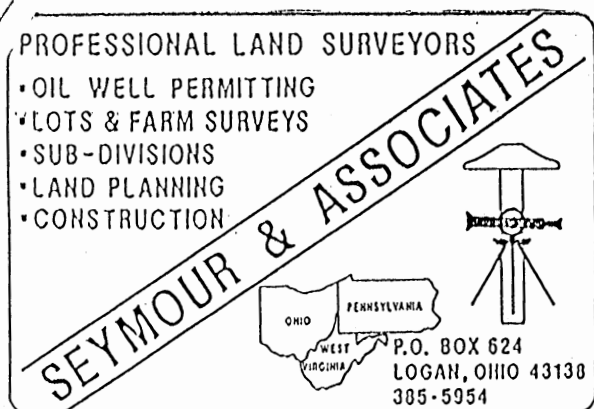 PROFESSIONAL LAND SURVEYORS
•OIL WELL PERMITTING
•LOTS & FARM SURVEYS
•SUB-DIVISIONS
•LAND PLANNING
•CONSTRUCTION
SEYMOUR & ASSOCIATES
OHIO
PENNSYLVANIA
WEST
VIRGINIA
P.O. BOX 624
LOGAN, OHIO 43138
385-5954